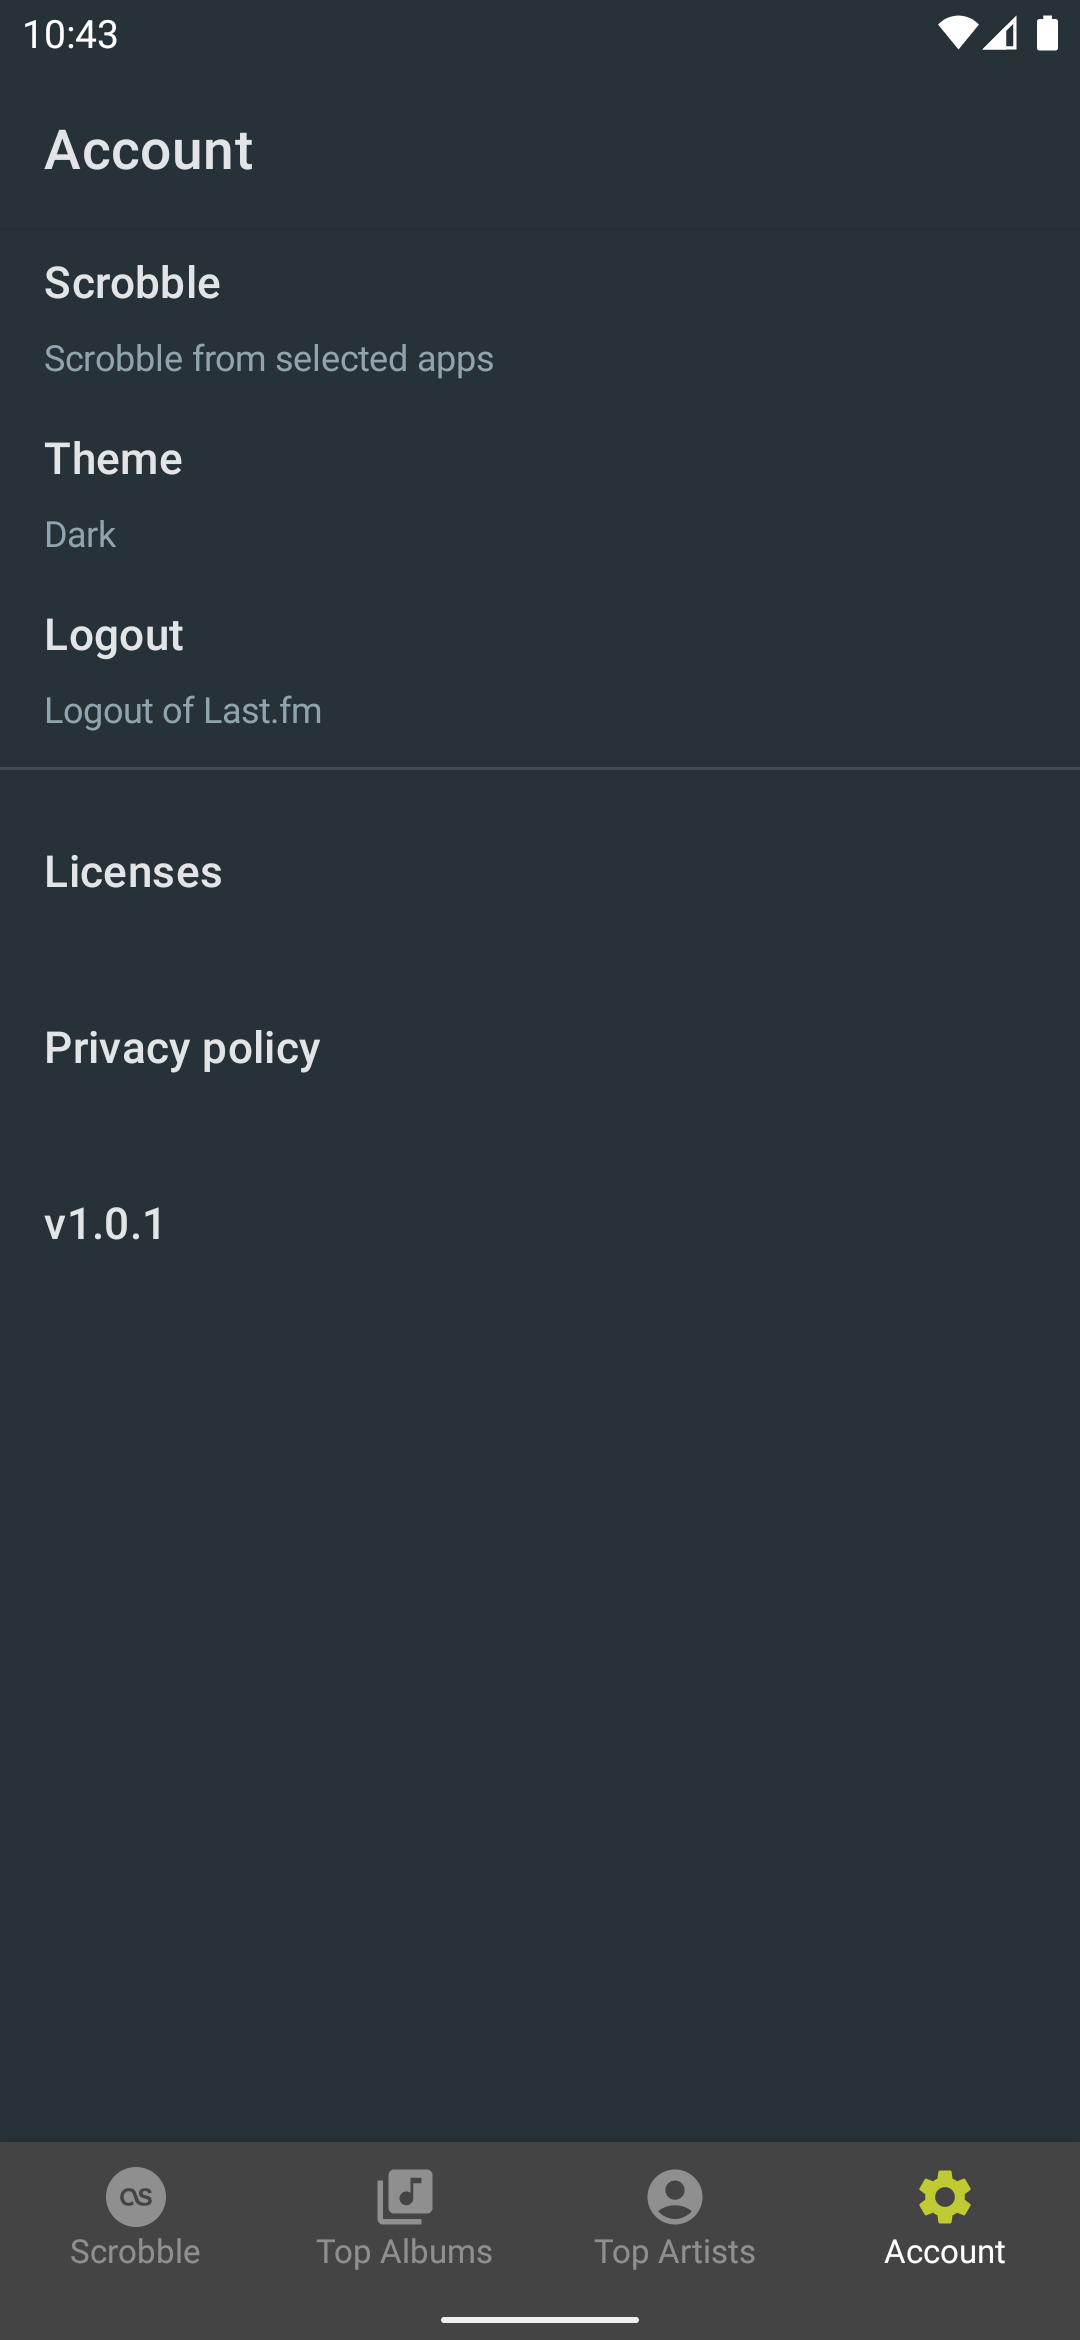 10:43
Account
Scrobble
Scrobble from selected apps
Theme
Dark
Logout
Logout of Last.fm
Licenses
Privacy policy
v1.0.1
Scrobble
Top Albums
Top Artists
Account